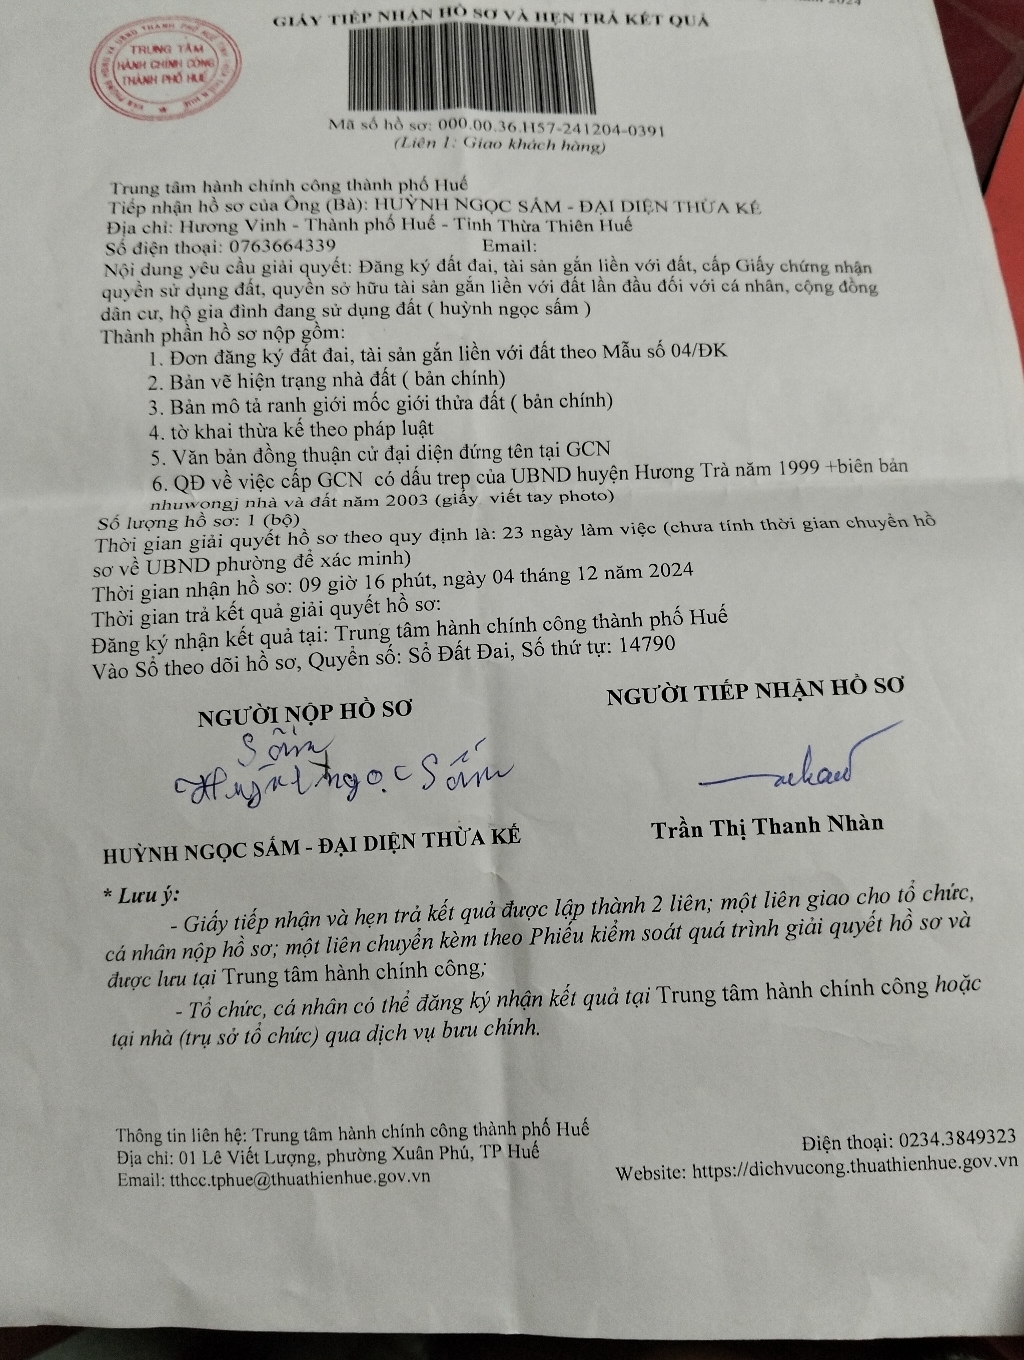 2024
GIẤY TIẾP NHẬN HỒ SƠ VÀ HẸN TRẢ KẾT QUẢ
TRUNG TÂM
HÀNH CHÍNH CÔNG
THÀNH PHỐ HUẾ
Mã số hồ sơ: 000.00.36.H57-241204-0391
(Liên 1: Giao khách hàng)
Trung tâm hành chính công thành phố Huế
Tiếp nhận hồ sơ của Ông (Bà): HUỲNH NGỌC SẮM - ĐẠI DIỆN THỪA KẾ
Địa chỉ: Hương Vinh - Thành phố Huế - Tỉnh Thừa Thiên Huế
Số điện thoại: 0763664339 Email:
Nội dung yêu cầu giải quyết: Đăng ký đất đai, tài sản gắn liền với đất, cấp Giấy chứng nhận
quyền sử dụng đất, quyền sở hữu tài sản gắn liền với đất lần đầu đối với cá nhân, cộng đồng
dân cư, hộ gia đình đang sử dụng đất ( huỳnh ngọc sấm )
Thành phần hồ sơ nộp gồm:
1. Đơn đăng ký đất đai, tài sản gắn liền với đất theo Mẫu số 04/ĐK
2. Bản vẽ hiện trạng nhà đất ( bản chính)
3. Bản mô tả ranh giới mốc giới thửa đất ( bản chính)
4. tờ khai thừa kế theo pháp luật
5. Văn bản đồng thuận cử đại diện đứng tên tại GCN
6. QĐ về việc cấp GCN có dấu trep của UBND huyện Hương Trà năm 1999 +biên bản
nhuwongj nhà và đất năm 2003 (giấy viết tay photo)
Số lượng hồ sơ: 1 (bộ)
Thời gian giải quyết hồ sơ theo quy định là: 23 ngày làm việc (chưa tính thời gian chuyển hồ
sơ về UBND phường để xác minh)
Thời gian nhận hồ sơ: 09 giờ 16 phút, ngày 04 tháng 12 năm 2024
Thời gian trả kết quả giải quyết hồ sơ:
Đăng ký nhận kết quả tại: Trung tâm hành chính công thành phố Huế
Vào Sổ theo dõi hồ sơ, Quyển số: Sổ Đất Đai, Số thứ tự: 14790
NGƯỜI NỘP HỒ SƠ
NGƯỜI TIẾP NHẬN HỒ SƠ
Sấm
Huỳnh Ngọc Sấm
HUỲNH NGỌC SẤM - ĐẠI DIỆN THỪA KẾ
Trần Thị Thanh Nhàn
* Lưu ý:
- Giấy tiếp nhận và hẹn trả kết quả được lập thành 2 liên; một liên giao cho tổ chức,
cá nhân nộp hồ sơ; một liên chuyển kèm theo Phiếu kiểm soát quá trình giải quyết hồ sơ và
được lưu tại Trung tâm hành chính công;
- Tổ chức, cá nhân có thể đăng ký nhận kết quả tại Trung tâm hành chính công hoặc
tại nhà (trụ sở tổ chức) qua dịch vụ bưu chính.
Thông tin liên hệ: Trung tâm hành chính công thành phố Huế
Địa chỉ: 01 Lê Viết Lượng, phường Xuân Phú, TP Huế
Email: tthcc.tphue@thuathienhue.gov.vn
Điện thoại: 0234.3849323
Website: https://dichvucong.thuathienhue.gov.vn